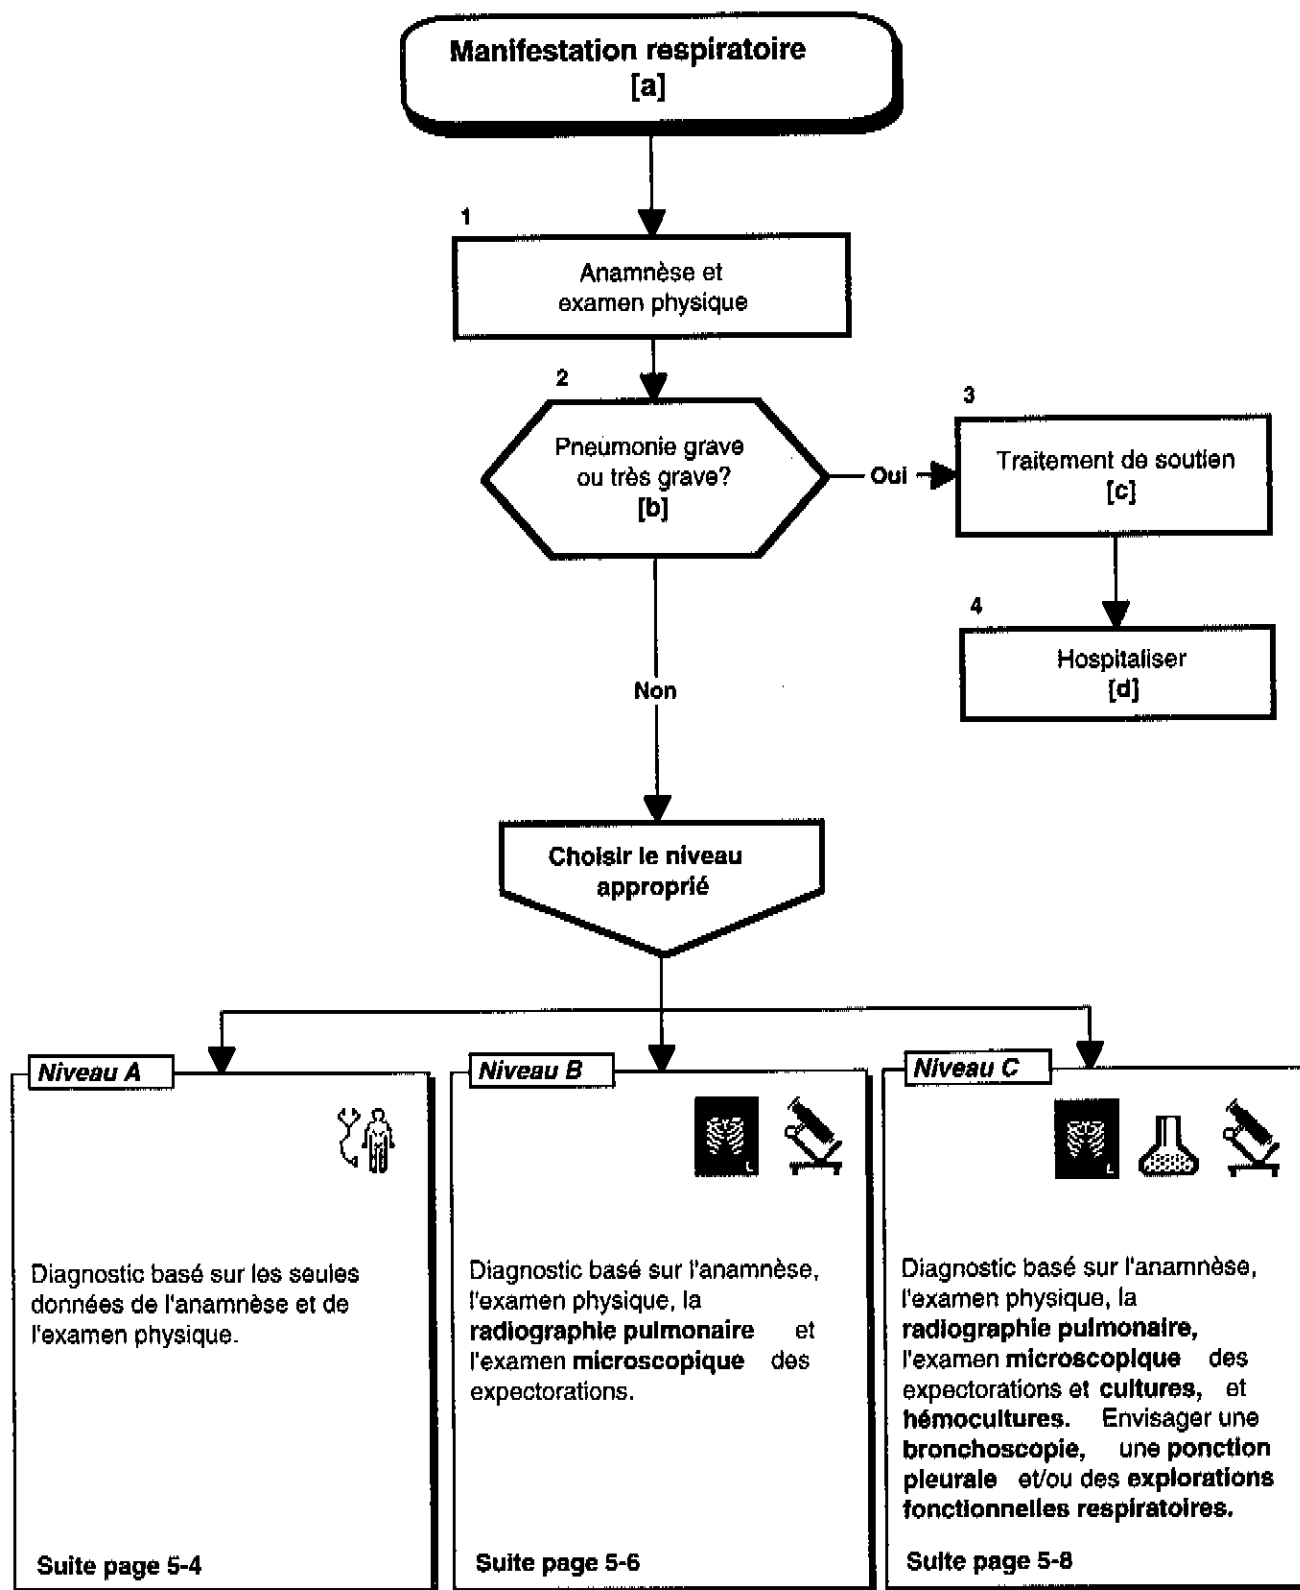 Manifestation respiratoire
[a]
1
Anamnèse et
examen physique
2
Pneumonie grave
ou très grave?
[b]
Oui
3
Traitement de soutien
[c]
4
Hospitaliser
[d]
Non
Choisir le niveau
approprié
Niveau A
Diagnostic basé sur les seules
données de l'anamnèse et de
l'examen physique.
Suite page 5-4
Niveau B
L
Diagnostic basé sur l'anamnèse,
l'examen physique, la
radiographie pulmonaire et
l'examen microscopique des
expectorations.
Suite page 5-6
Niveau C
L
Diagnostic basé sur l'anamnèse,
l'examen physique, la
radiographie pulmonaire,
l'examen microscopique des
expectorations et cultures, et
hémocultures. Envisager une
bronchoscopie, une ponction
pleurale et/ou des explorations
fonctionnelles respiratoires.
Suite page 5-8